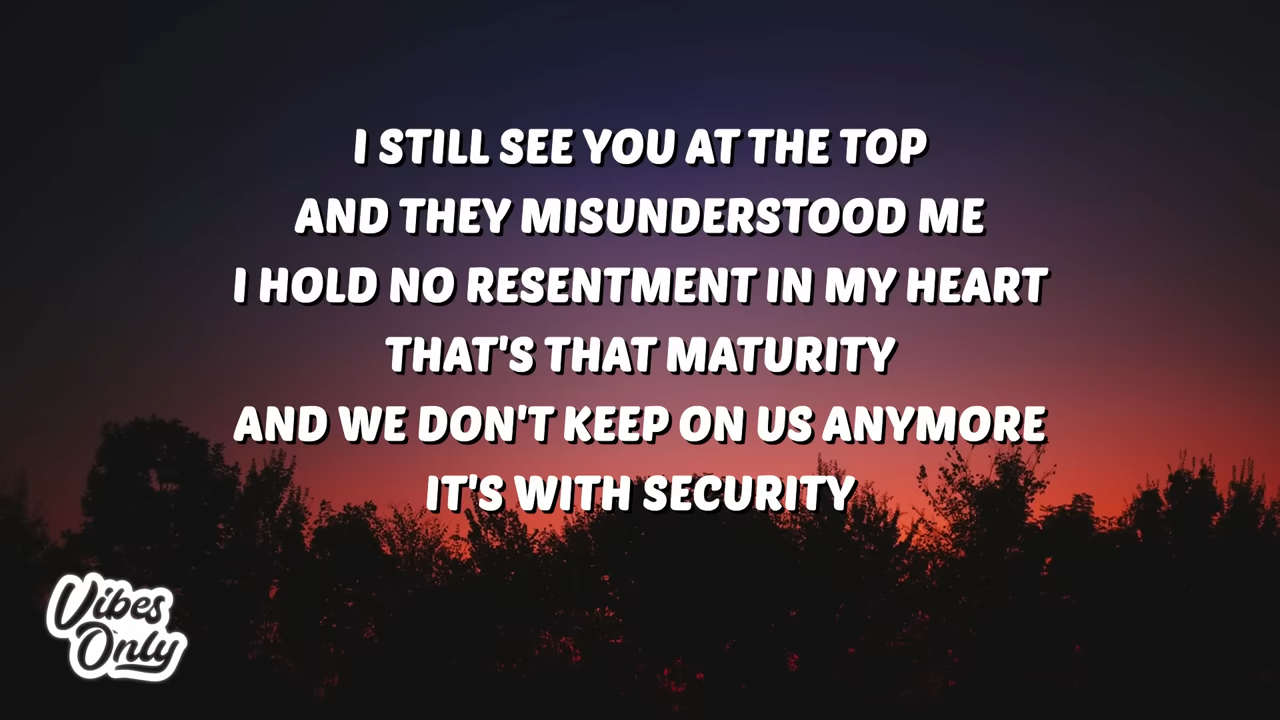 I STILL SEE YOU AT THE TOP
AND THEY MISUNDERSTOOD ME
I HOLD NO RESENTMENT IN MY HEART
THAT'S THAT MATURITY
AND WE DON'T KEEP ON US ANYMORE
IT'S WITH SECURITY
Vibes
Only